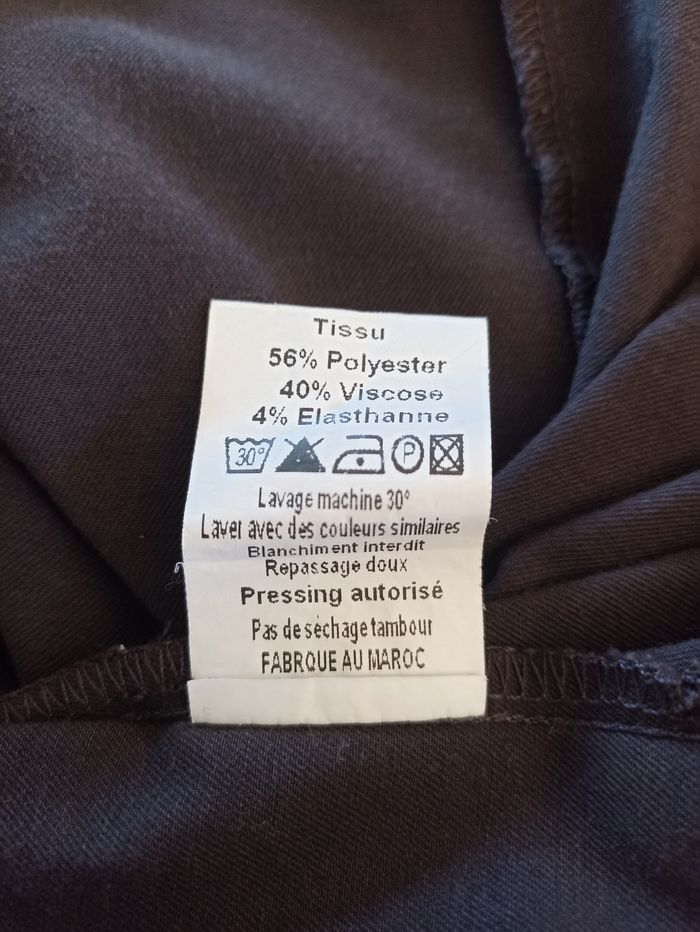 Tissu
56% Polyester
40% Viscose
4% Elasthanne
30° P
Lavage machine 30°
Laver avec des couleurs similaires
Blanchiment interdit
Repassage doux
Pressing autorisé
Pas de séchage tambour
FABRQUE AU MAROC